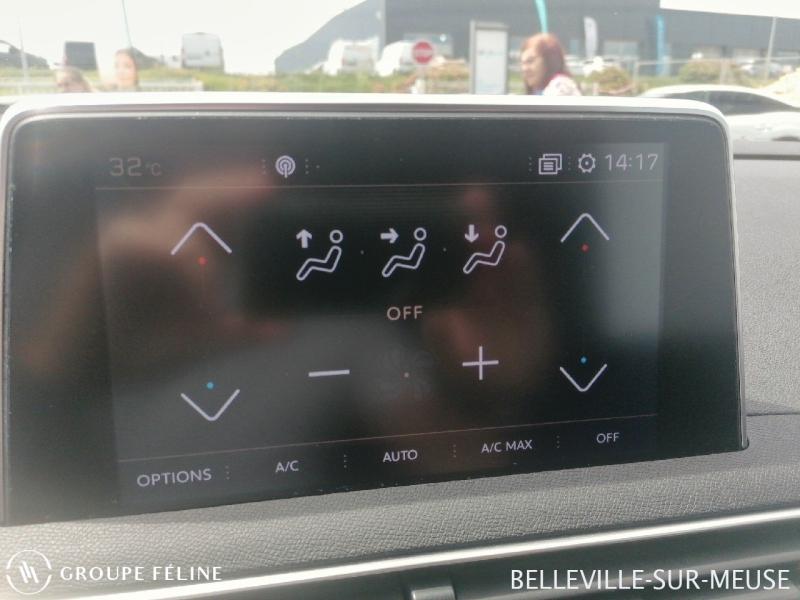 32°C 14:17
OFF
OPTIONS A/C AUTO A/C MAX OFF
GROUPE FÉLINE
BELLEVILLE-SUR-MEUSE